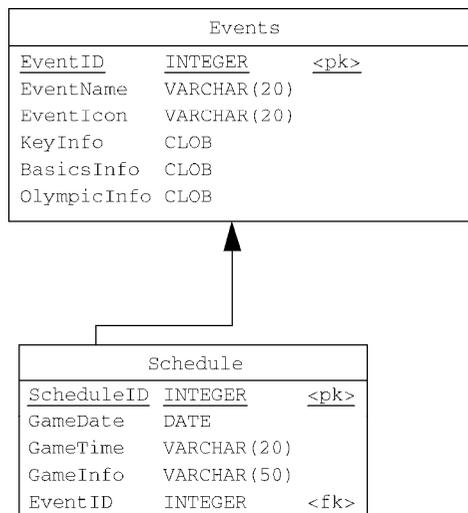 Events
EventID INTEGER <pk>
EventName VARCHAR(20)
EventIcon VARCHAR(20)
KeyInfo CLOB
BasicsInfo CLOB
OlympicInfo CLOB
Schedule
ScheduleID INTEGER <pk>
GameDate DATE
GameTime VARCHAR(20)
GameInfo VARCHAR(50)
EventID INTEGER <fk>